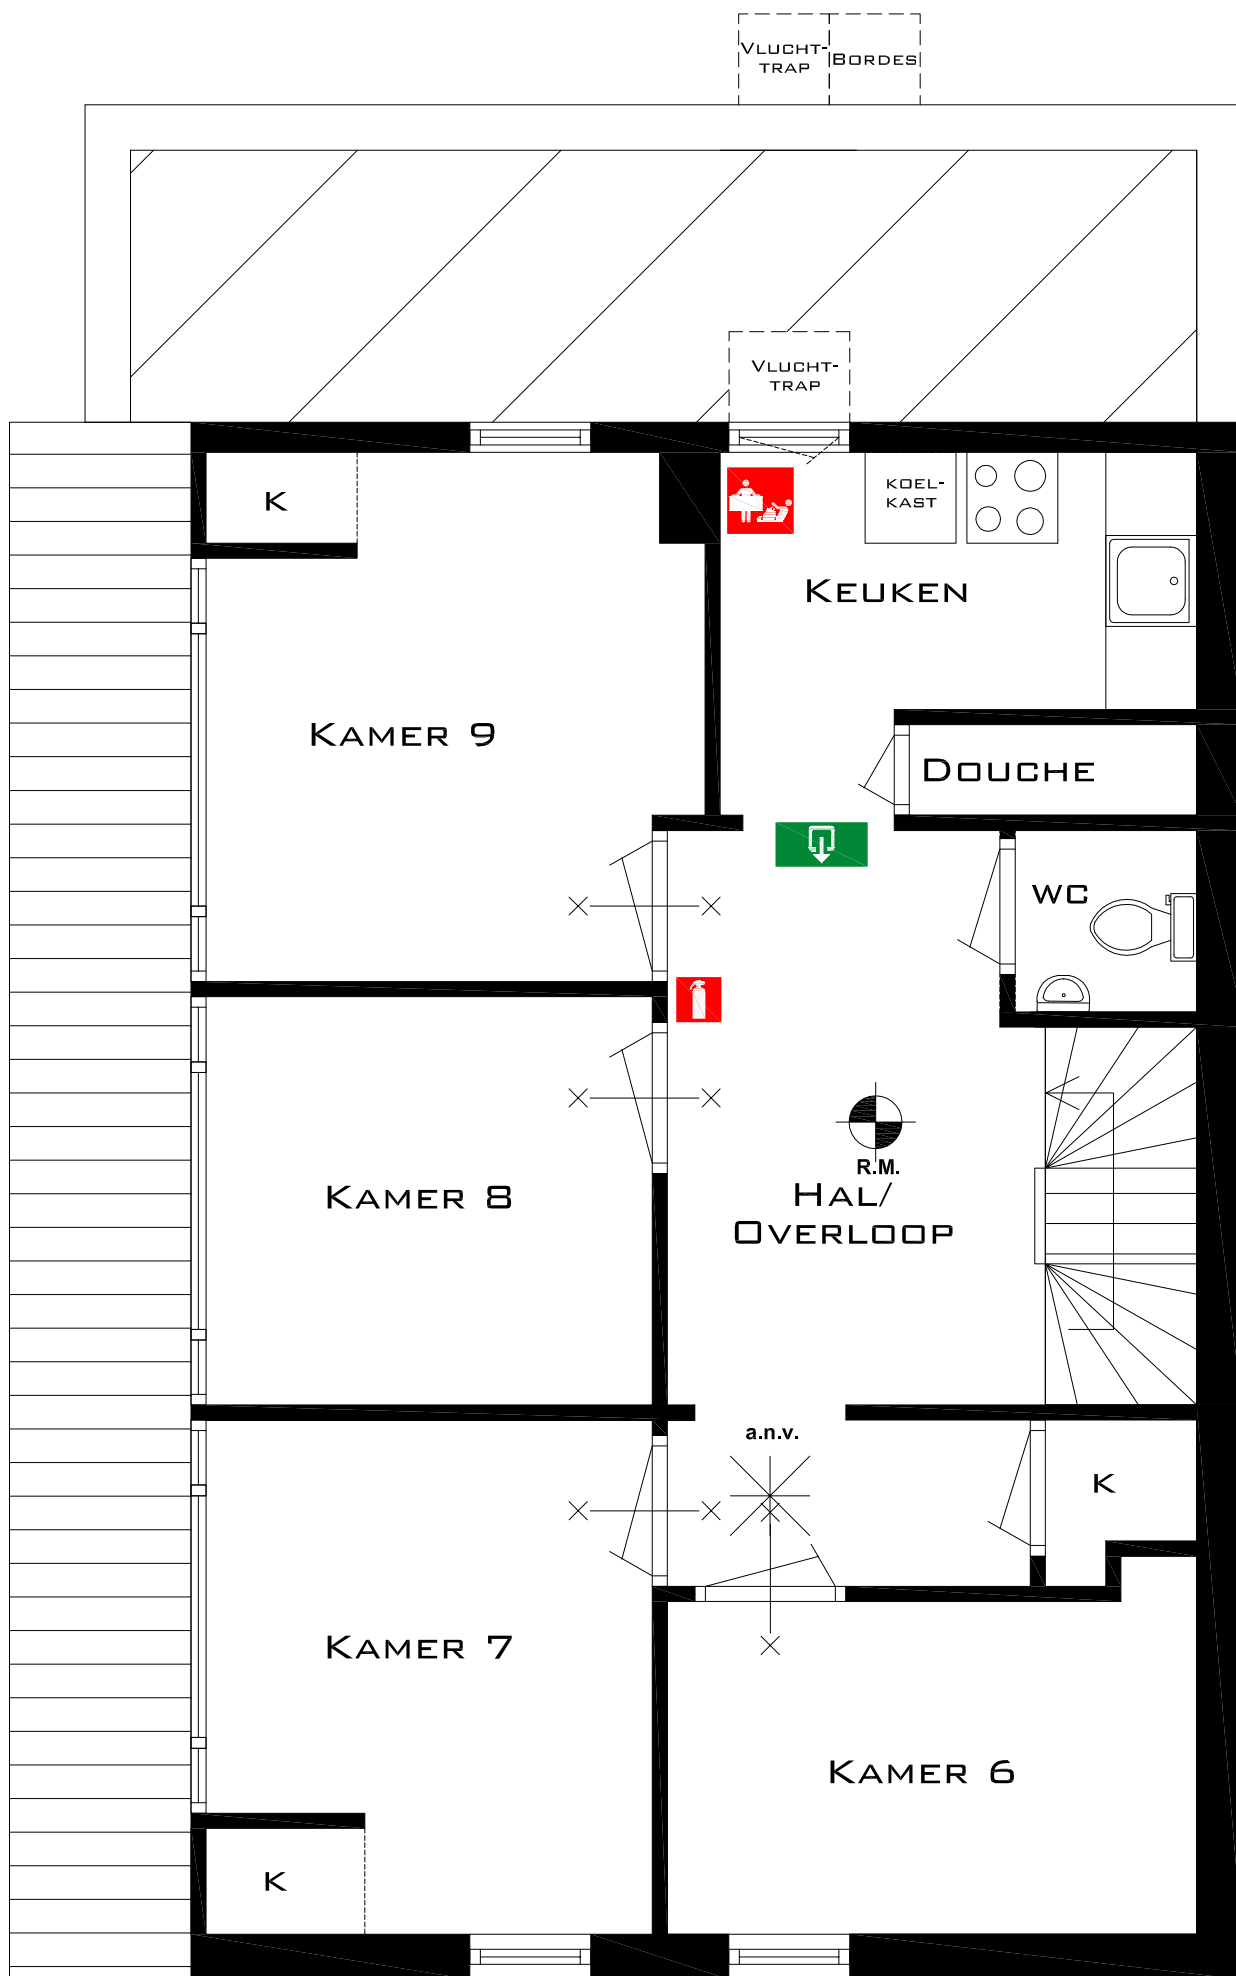 VLUCHT-
TRAP
BORDES
VLUCHT-
TRAP
K
KOEL-
KAST
KEUKEN
KAMER 9
DOUCHE
WC
R.M.
HAL/
OVERLOOP
KAMER 8
a.n.v.
K
KAMER 7
KAMER 6
K